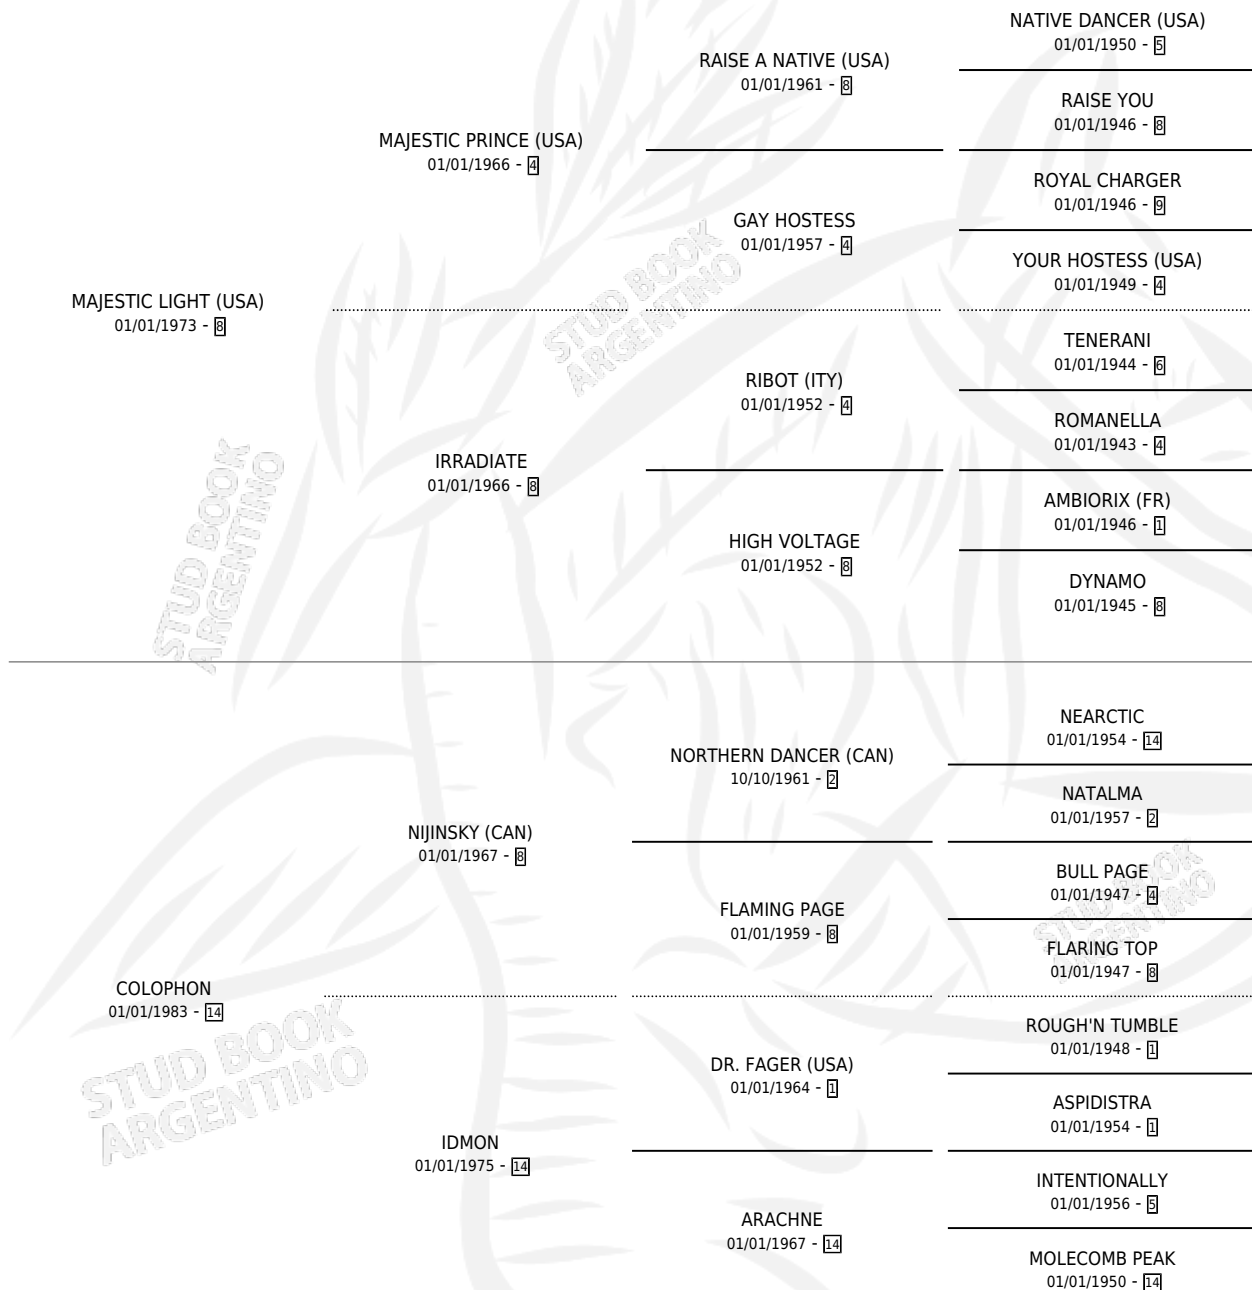 NATIVE DANCER (USA)
01/01/1950 - 5
RAISE A NATIVE (USA)
01/01/1961 - 8
RAISE YOU
01/01/1946 - 8
MAJESTIC PRINCE (USA)
01/01/1966 - 4
ROYAL CHARGER
01/01/1946 - 9
GAY HOSTESS
01/01/1957 - 4
YOUR HOSTESS (USA)
01/01/1949 - 4
MAJESTIC LIGHT (USA)
01/01/1973 - 8
STUD BOOK
ARGENTINO
TENERANI
01/01/1944 - 6
RIBOT (ITY)
01/01/1952 - 4
ROMANELLA
01/01/1943 - 4
IRRADIATE
01/01/1966 - 8
AMBIORIX (FR)
01/01/1946 - 1
HIGH VOLTAGE
01/01/1952 - 8
DYNAMO
01/01/1945 - 8
STUD BOOK
ARGENTINO
NEARCTIC
01/01/1954 - 14
NORTHERN DANCER (CAN)
10/10/1961 - 2
NATALMA
01/01/1957 - 2
NIJINSKY (CAN)
01/01/1967 - 8
BULL PAGE
01/01/1947 - 4
FLAMING PAGE
01/01/1959 - 8
FLARING TOP
01/01/1947 - 8
STUD BOOK
ARGENTINO
COLOPHON
01/01/1983 - 14
STUD BOOK
ARGENTINO
ROUGH'N TUMBLE
01/01/1948 - 1
DR. FAGER (USA)
01/01/1964 - 1
ASPIDISTRA
01/01/1954 - 1
IDMON
01/01/1975 - 14
INTENTIONALLY
01/01/1956 - 5
ARACHNE
01/01/1967 - 14
MOLECOMB PEAK
01/01/1950 - 14